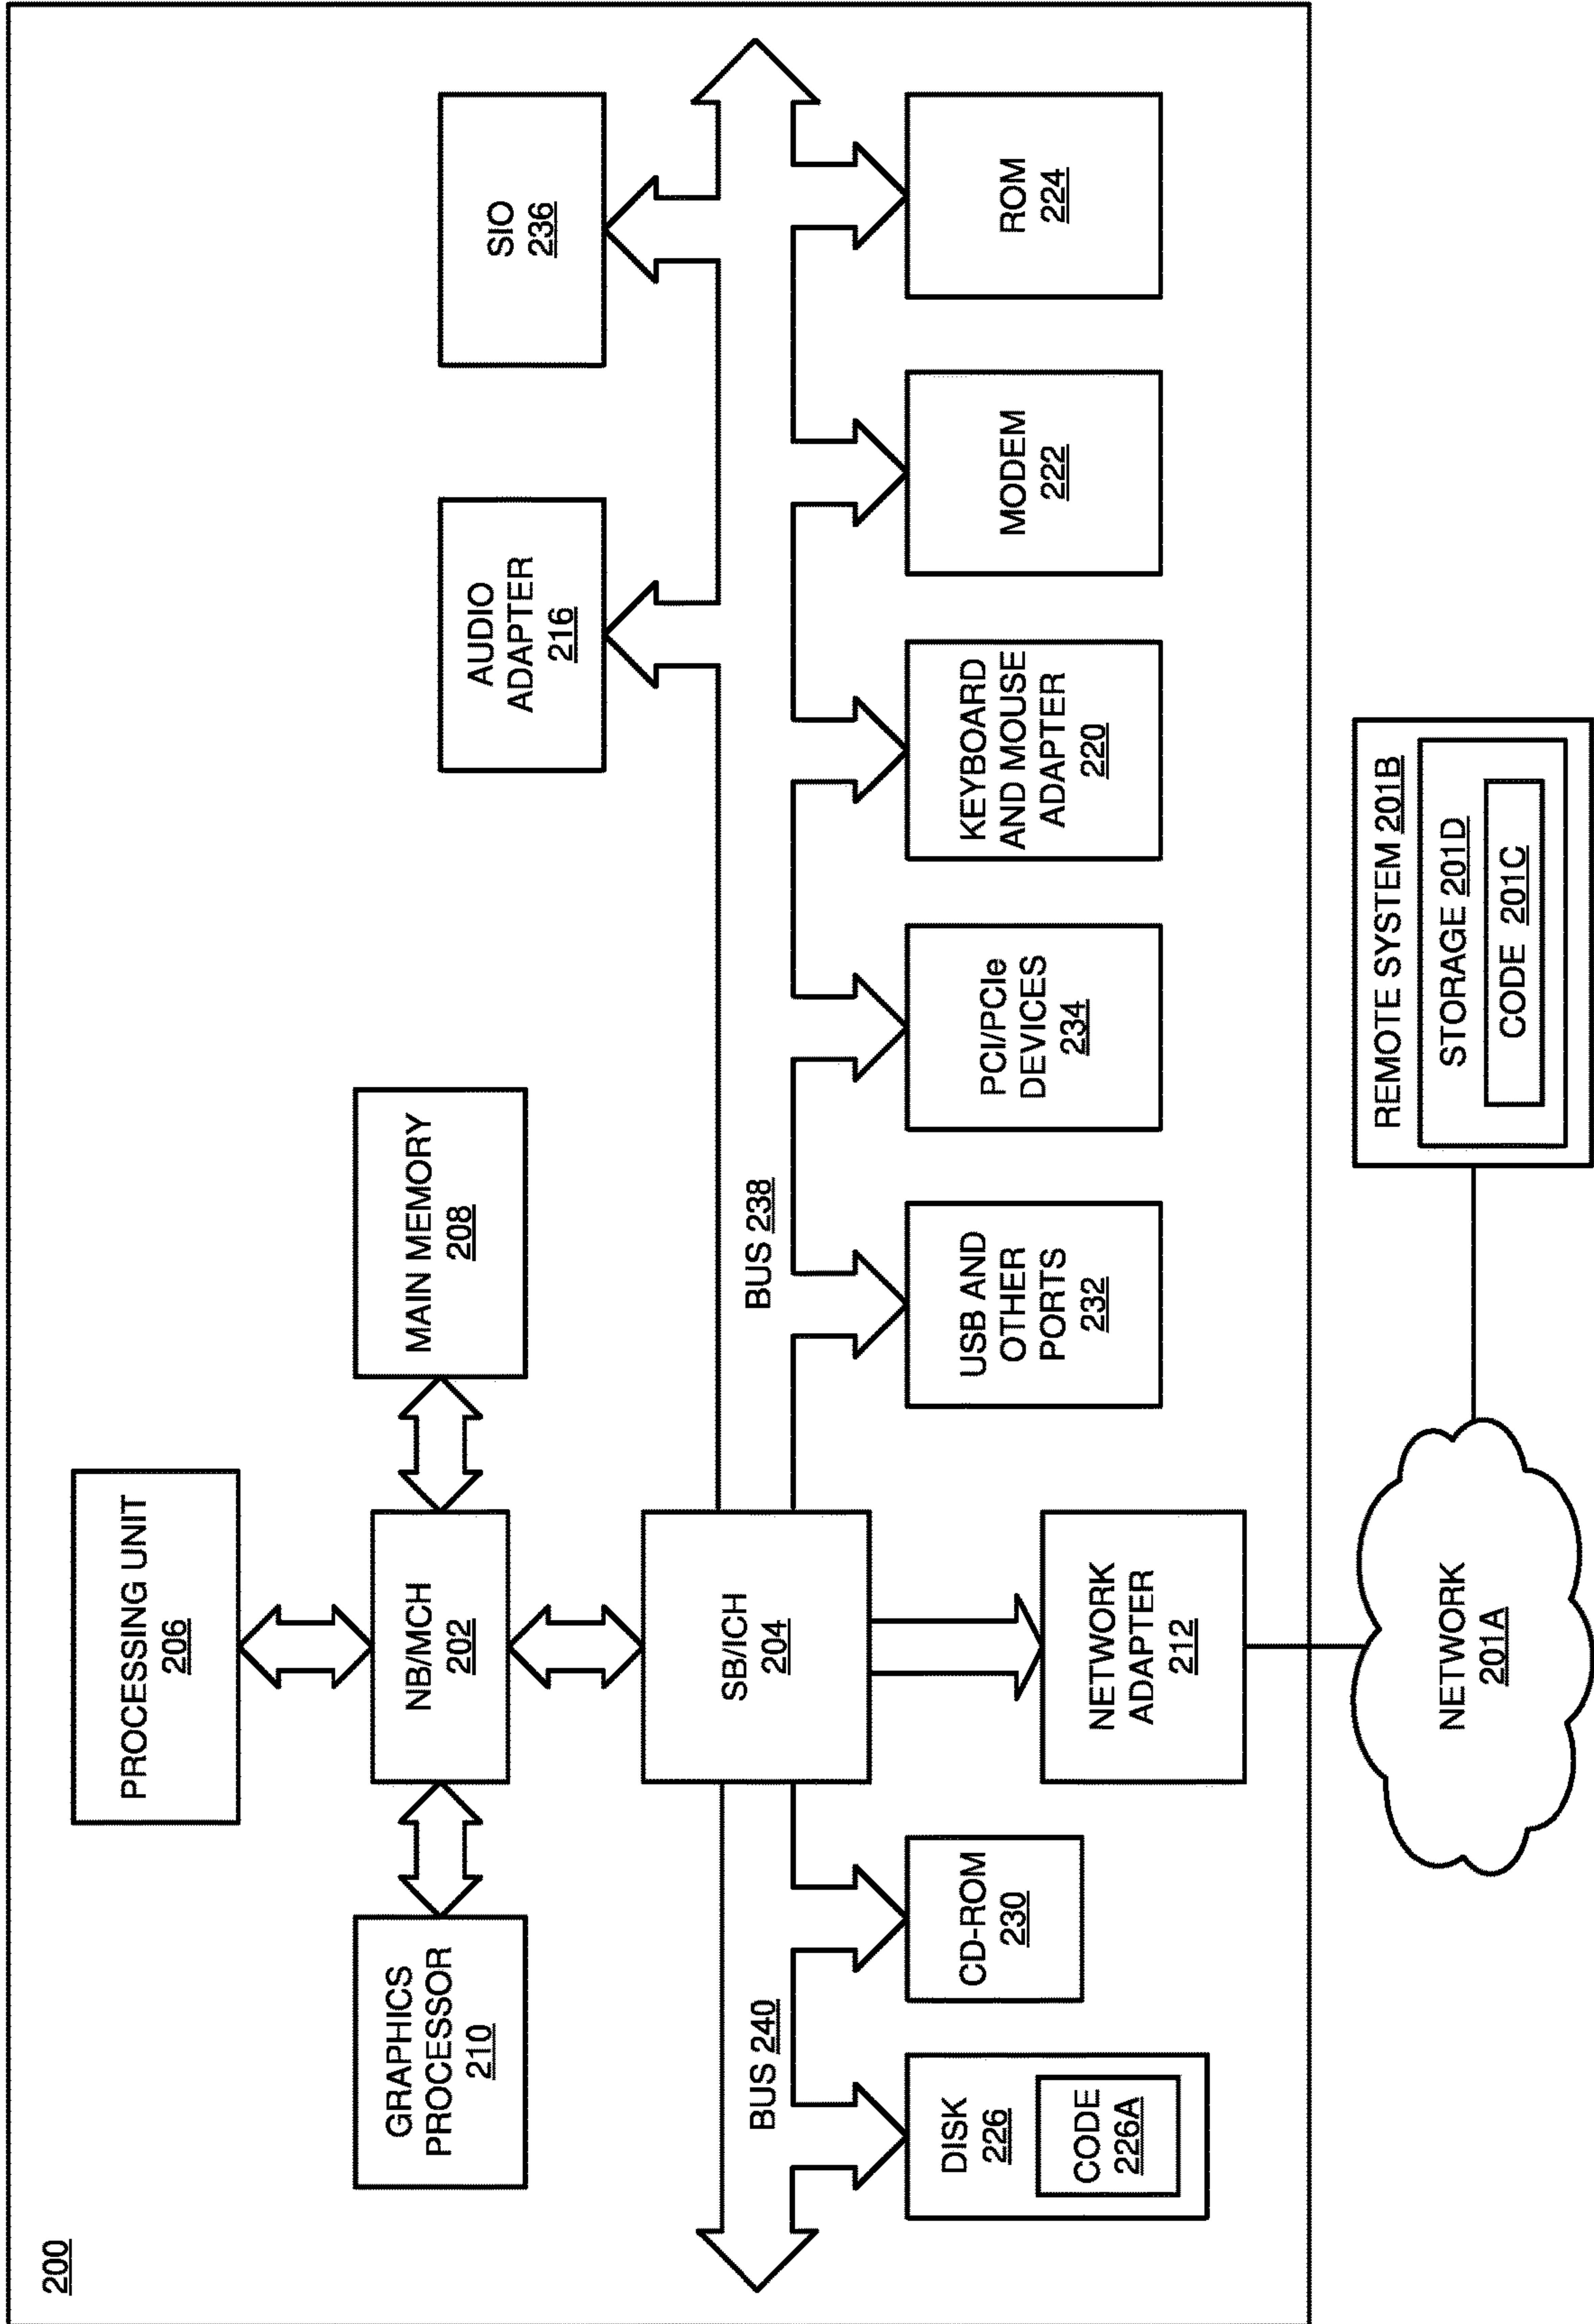 200
PROCESSING UNIT
206
GRAPHICS
PROCESSOR
210
NB/MCH
202
MAIN MEMORY
208
AUDIO
ADAPTER
216
SIO
236
SB/ICH
204
BUS 240
BUS 238
DISK
226
CODE
226A
CD-ROM
230
NETWORK
ADAPTER
212
USB AND
OTHER
PORTS
232
PCI/PCIe
DEVICES
234
KEYBOARD
AND MOUSE
ADAPTER
220
MODEM
222
ROM
224
NETWORK
201A
REMOTE SYSTEM 201B
STORAGE 201D
CODE 201C